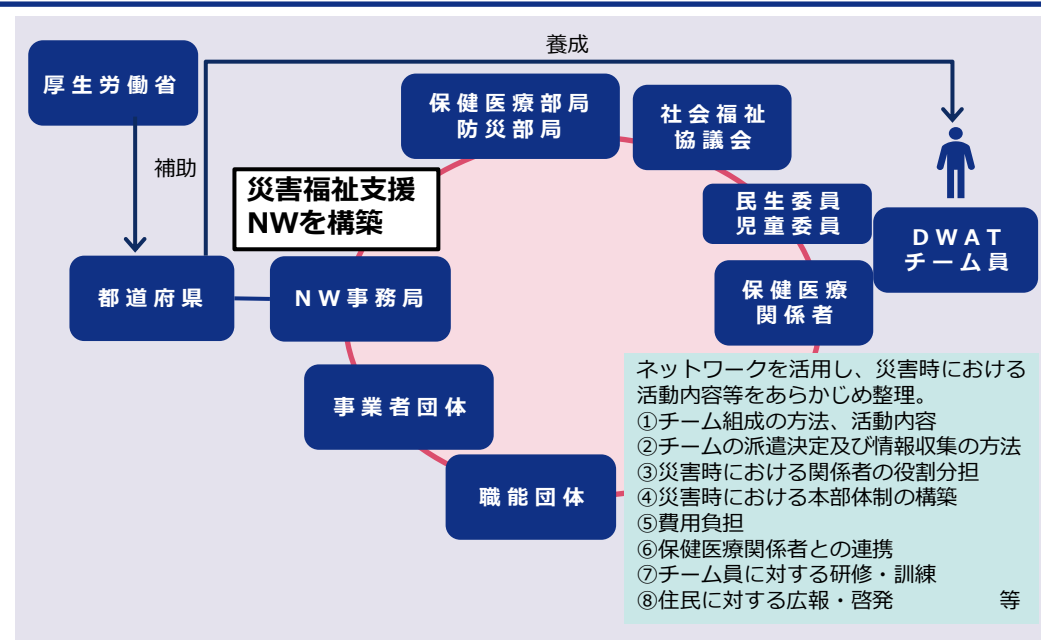 養成
厚生労働省
補助
保健医療部局
防災部局
社会福祉
協議会
災害福祉支援
NWを構築
民生委員
児童委員
DWAT
チーム員
都道府県
NW事務局
保健医療
関係者
事業者団体
職能団体
ネットワークを活用し、災害時における
活動内容等をあらかじめ整理。
①チーム組成の方法、活動内容
②チームの派遣決定及び情報収集の方法
③災害時における関係者の役割分担
④災害時における本部体制の構築
⑤費用負担
⑥保健医療関係者との連携
⑦チーム員に対する研修・訓練
⑧住民に対する広報・啓発　　　　等